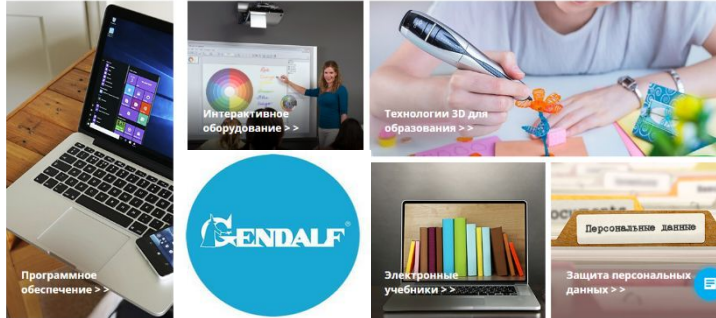 Интерактивное
оборудование > >
Технологии 3D для
образования > >
GENDALF®
Персональные данные
Программное
обеспечение > >
Электронные
учебники > >
Защита персональных
данных > >